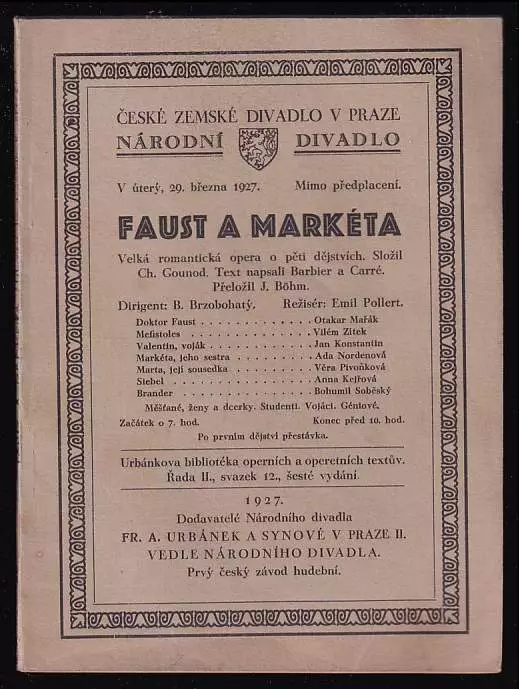 ČESKÉ ZEMSKÉ DIVADLO V PRAZE
NÁRODNÍ DIVADLO
V úterý, 29. března 1927. Mimo předplacení.
FAUST A MARKÉTA
Velká romantická opera o pěti dějstvích. Složil
Ch. Gounod. Text napsali Barbier a Carré.
Přeložil J. Böhm.
Dirigent: B. Brzobohatý. Režisér: Emil Pollert.
Doktor Faust . . . . . . . . . . . . . Otakar Mařák
Mefistoles . . . . . . . . . . . . . . Vilém Zítek
Valentin, voják . . . . . . . . . . . . Jan Konstantin
Markéta, jeho sestra . . . . . . . . . Ada Nordenová
Marta, její sousedka . . . . . . . . . Věra Pivoňková
Siebel . . . . . . . . . . . . . . . . Anna Kejřová
Brander . . . . . . . . . . . . . . . Bohumil Soběský
Měšťané, ženy a dcerky. Studenti. Vojáci. Géniové.
Začátek o 7. hod. Konec před 10. hod.
Po prvním dějství přestávka.
Urbánkova bibliotéka operních a operetních textův.
Řada II., svazek 12., šesté vydání.
1927.
Dodavatelé Národního divadla
FR. A. URBÁNEK A SYNOVÉ V PRAZE II.
VEDLE NÁRODNÍHO DIVADLA.
Prvý český závod hudební.